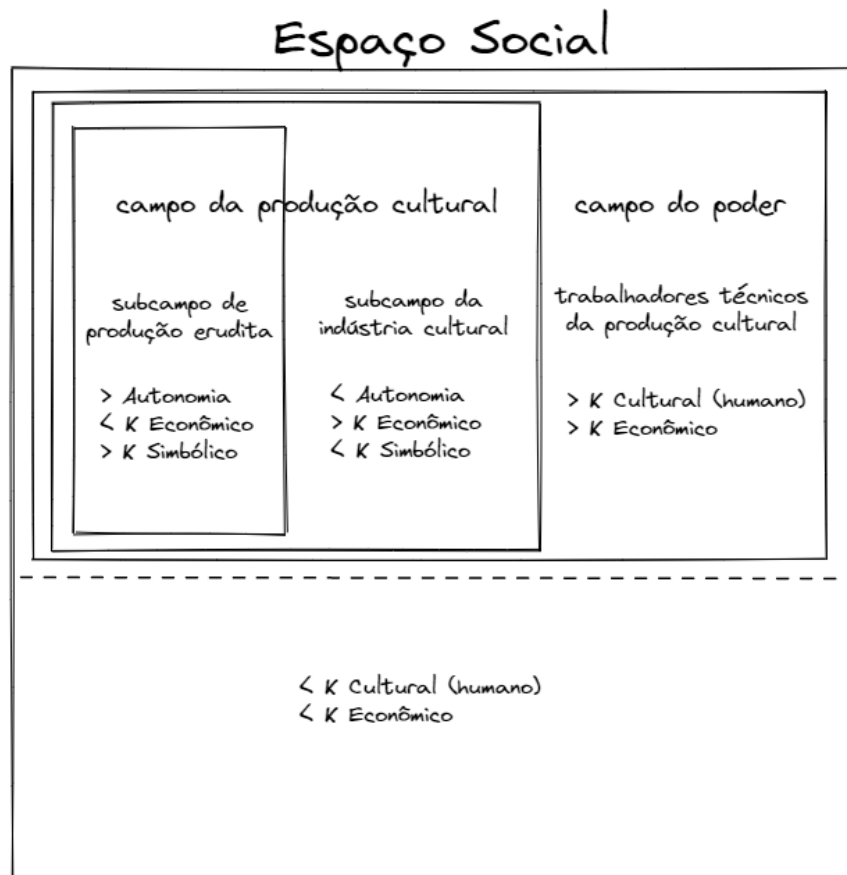 Espaço Social
campo da produção cultural
campo do poder
subcampo de
produção erudita
> Autonomia
< K Econômico
> K Simbólico
subcampo da
indústria cultural
< Autonomia
> K Econômico
< K Simbólico
trabalhadores técnicos
da produção cultural
> K Cultural (humano)
> K Econômico
< K Cultural (humano)
< K Econômico